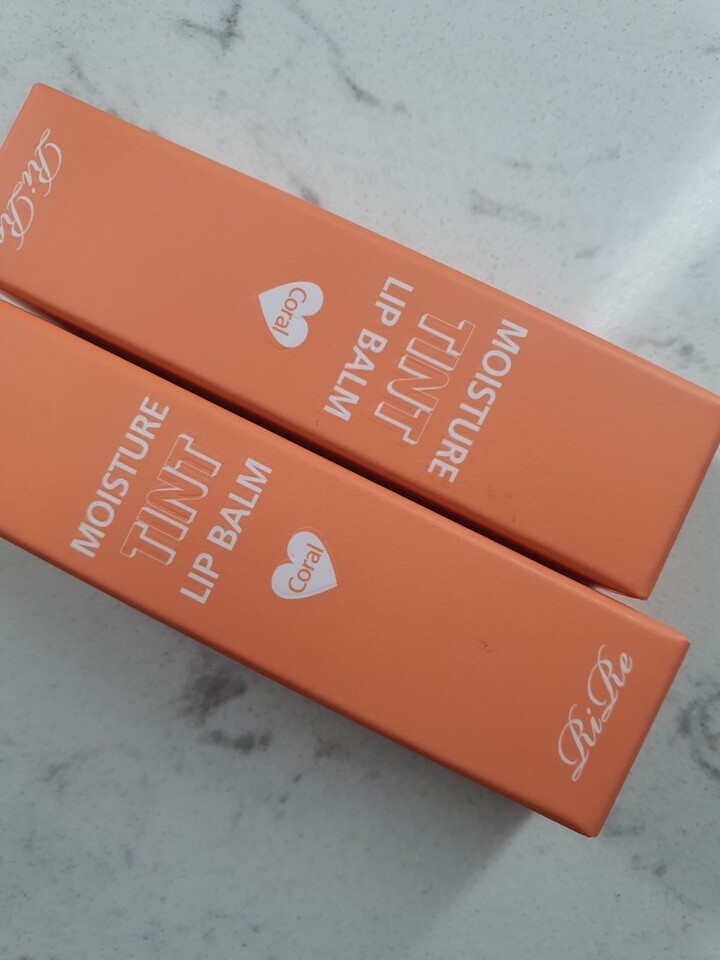 RiRe
Coral
MOISTURE
TINT
LIP BALM
MOISTURE
TINT
LIP BALM
Coral
RiRe